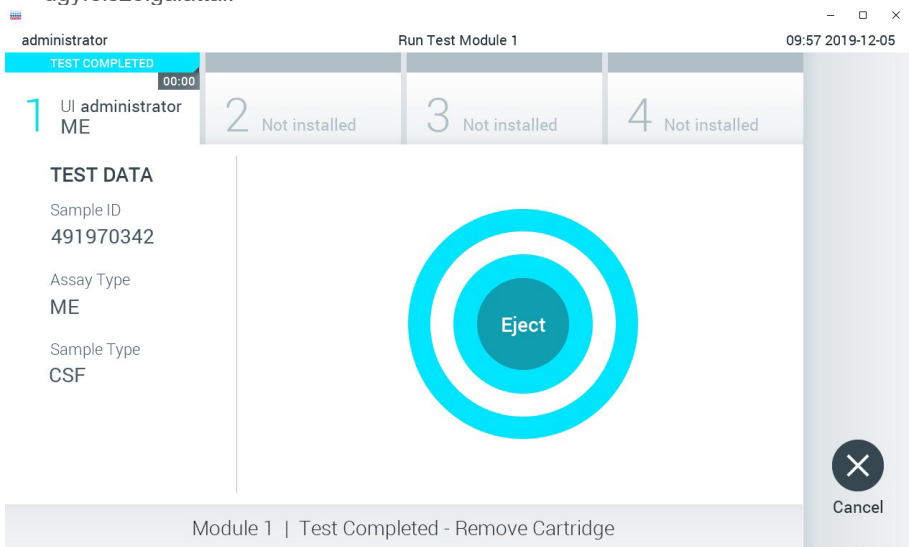 administrator
Run Test Module 1
09:57 2019-12-05
TEST COMPLETED
00:00
1 UI administrator
ME
2 Not installed
3 Not installed
4 Not installed
TEST DATA
Sample ID
491970342
Assay Type
ME
Sample Type
CSF
Eject
Cancel
Module 1 | Test Completed - Remove Cartridge